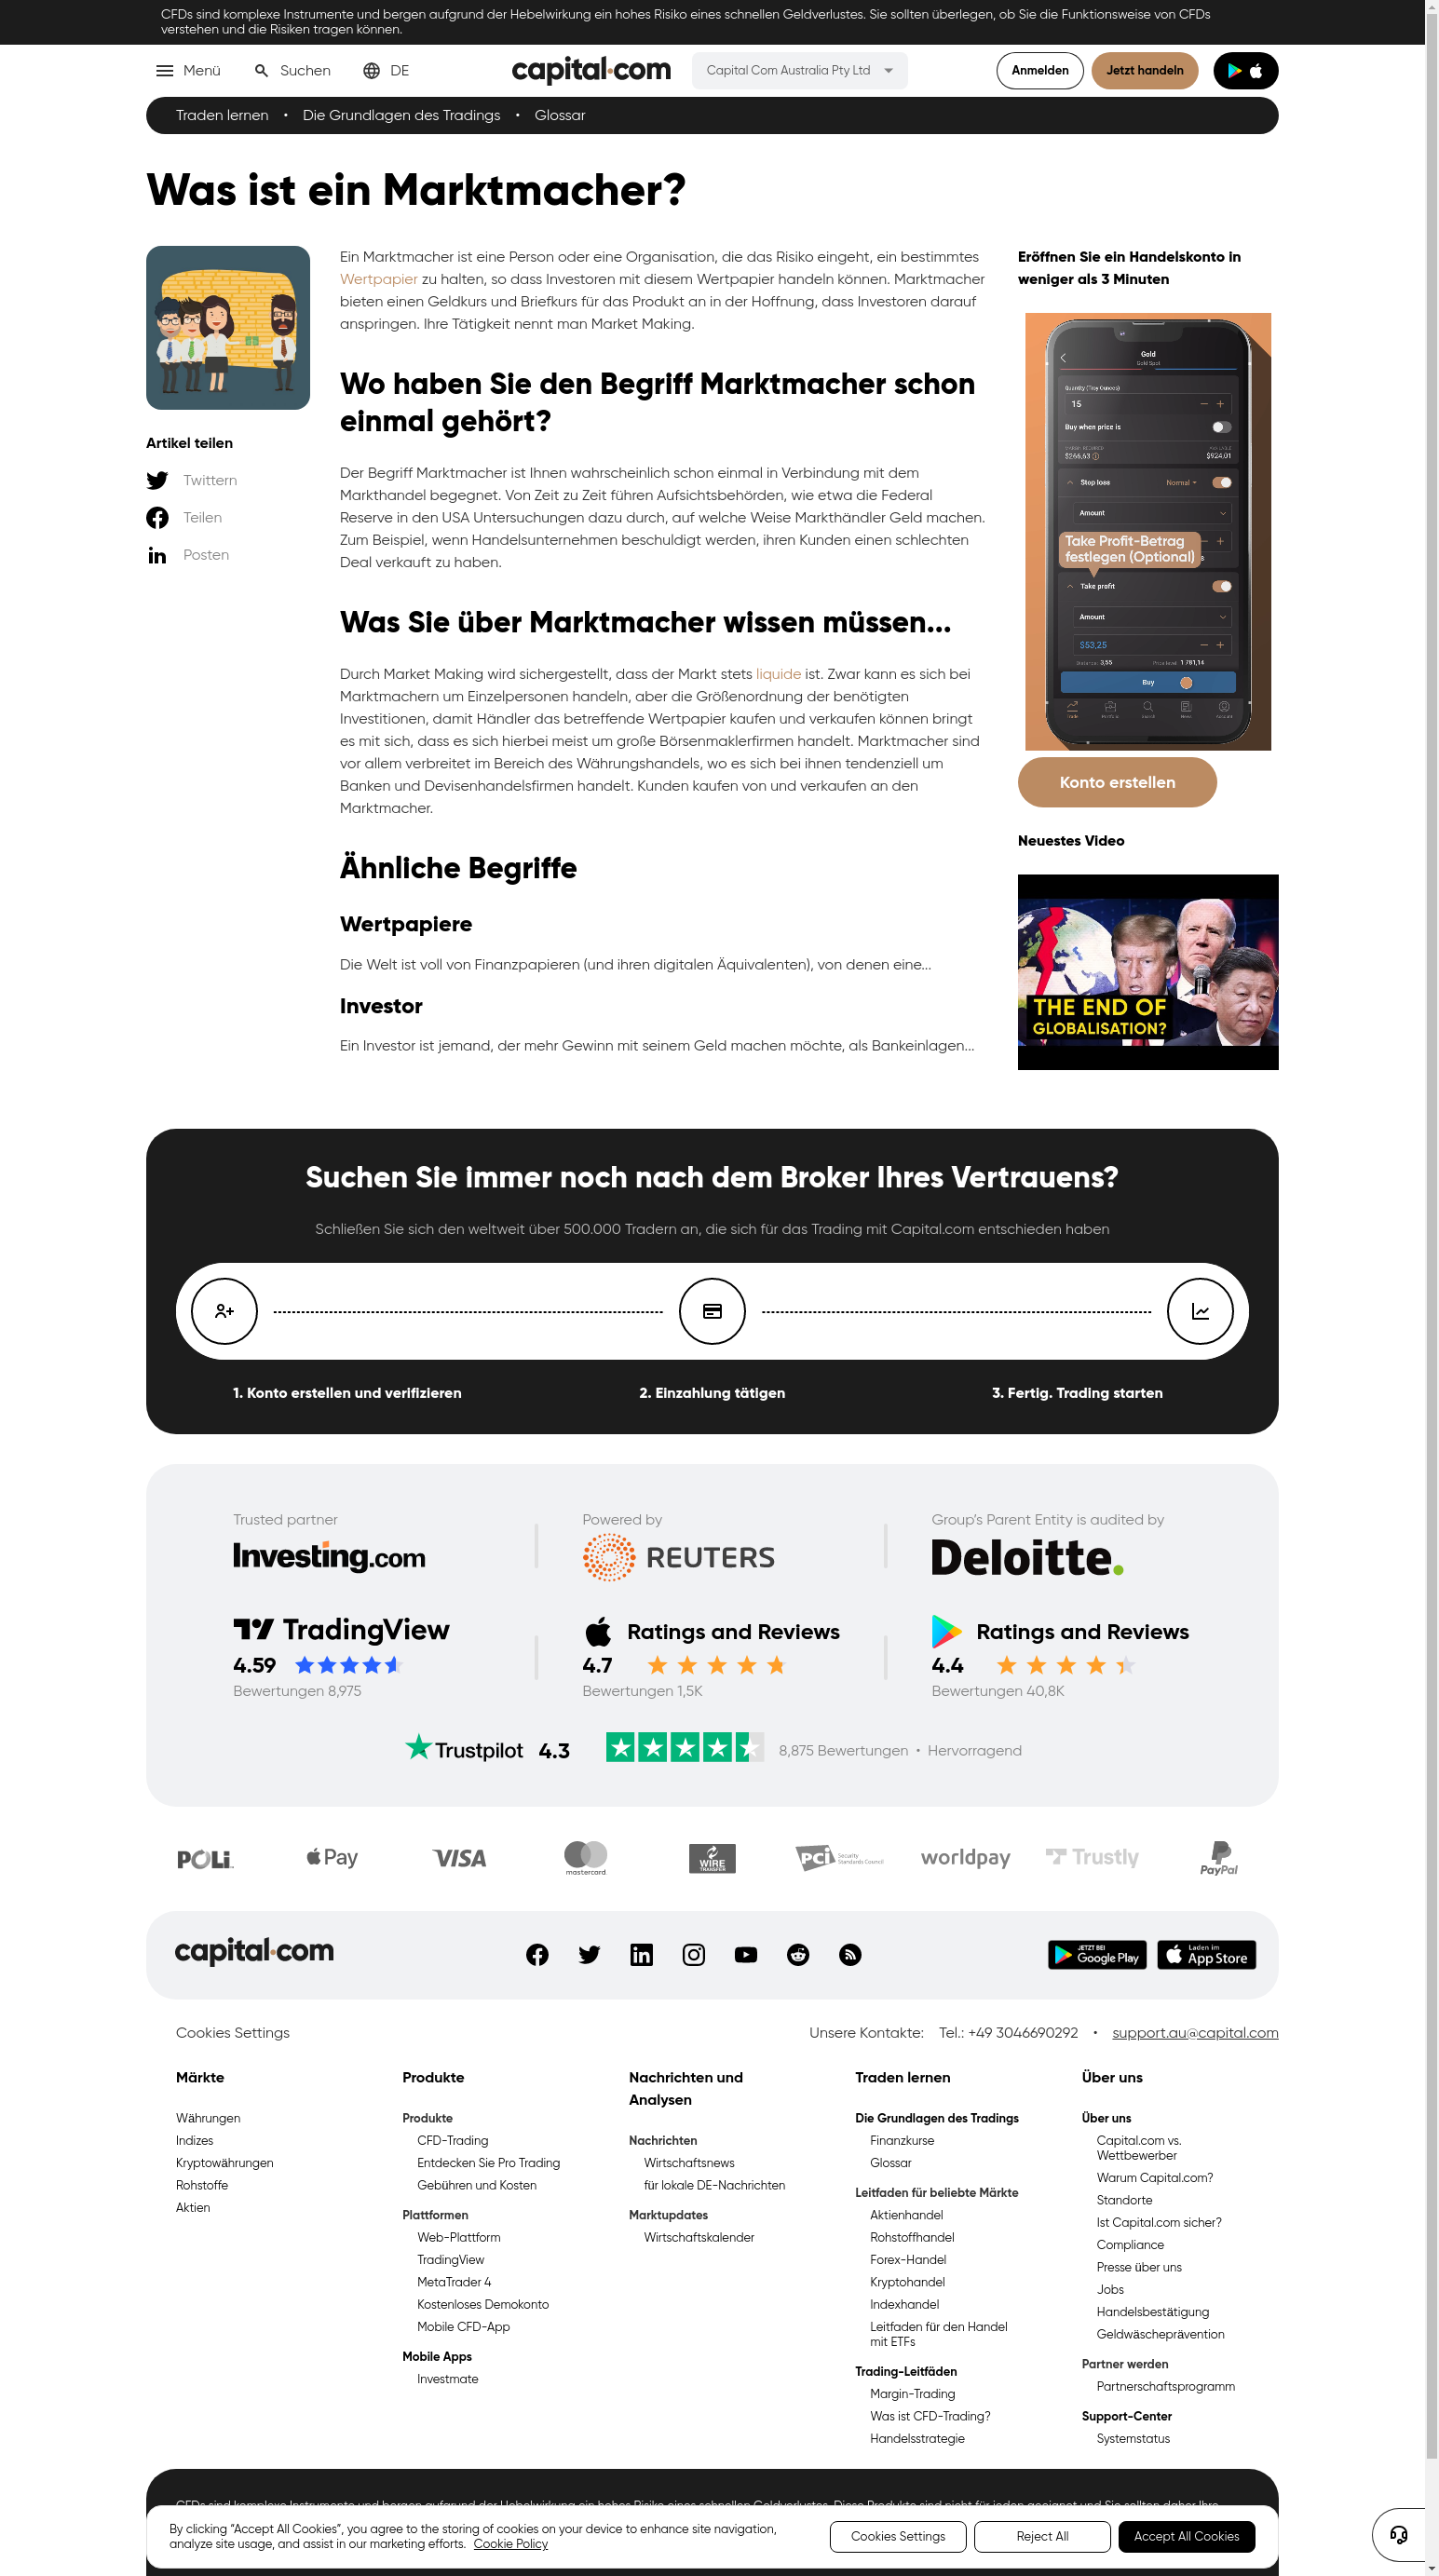 CFDs sind komplexe Instrumente und bergen aufgrund der Hebelwirkung ein hohes Risiko eines schnellen Geldverlustes. Sie sollten überlegen, ob Sie die Funktionsweise von CFDs
verstehen und die Risiken tragen können.
Menü Suchen DE capital.com Capital Com Australia Pty Ltd Anmelden Jetzt handeln
Traden lernen • Die Grundlagen des Tradings • Glossar
Was ist ein Marktmacher?
Artikel teilen
Twittern
Teilen
Posten
Ein Marktmacher ist eine Person oder eine Organisation, die das Risiko eingeht, ein bestimmtes
Wertpapier zu halten, so dass Investoren mit diesem Wertpapier handeln können. Marktmacher
bieten einen Geldkurs und Briefkurs für das Produkt an in der Hoffnung, dass Investoren darauf
anspringen. Ihre Tätigkeit nennt man Market Making.
Wo haben Sie den Begriff Marktmacher schon
einmal gehört?
Der Begriff Marktmacher ist Ihnen wahrscheinlich schon einmal in Verbindung mit dem
Markthandel begegnet. Von Zeit zu Zeit führen Aufsichtsbehörden, wie etwa die Federal
Reserve in den USA Untersuchungen dazu durch, auf welche Weise Markthändler Geld machen.
Zum Beispiel, wenn Handelsunternehmen beschuldigt werden, ihren Kunden einen schlechten
Deal verkauft zu haben.
Was Sie über Marktmacher wissen müssen...
Durch Market Making wird sichergestellt, dass der Markt stets liquide ist. Zwar kann es sich bei
Marktmachern um Einzelpersonen handeln, aber die Größenordnung der benötigten
Investitionen, damit Händler das betreffende Wertpapier kaufen und verkaufen können bringt
es mit sich, dass es sich hierbei meist um große Börsenmaklerfirmen handelt. Marktmacher sind
vor allem verbreitet im Bereich des Währungshandels, wo es sich bei ihnen tendenziell um
Banken und Devisenhandelsfirmen handelt. Kunden kaufen von und verkaufen an den
Marktmacher.
Ähnliche Begriffe
Wertpapiere
Die Welt ist voll von Finanzpapieren (und ihren digitalen Äquivalenten), von denen eine...
Investor
Ein Investor ist jemand, der mehr Gewinn mit seinem Geld machen möchte, als Bankeinlagen...
Eröffnen Sie ein Handelskonto in
weniger als 3 Minuten
Gold
Gold Spot
Quantity (Troy Ounces)
15
Buy when price is
$266,63 $924,01
Stop loss Normal
Amount
Take Profit-Betrag
festlegen (Optional)
Take profit
Amount
$53,25
Distance: 3,55 Price level: 1 781,14
Buy
Konto erstellen
Neuestes Video
THE END OF
GLOBALISATION?
Suchen Sie immer noch nach dem Broker Ihres Vertrauens?
Schließen Sie sich den weltweit über 500.000 Tradern an, die sich für das Trading mit Capital.com entschieden haben
1. Konto erstellen und verifizieren 2. Einzahlung tätigen 3. Fertig. Trading starten
Trusted partner Powered by Group's Parent Entity is audited by
Investing.com REUTERS Deloitte.
TradingView Ratings and Reviews Ratings and Reviews
4.59 4.7 4.4
Bewertungen 8,975 Bewertungen 1,5K Bewertungen 40,8K
Trustpilot 4.3 8,875 Bewertungen • Hervorragend
POLi Apple Pay VISA mastercard WIRE TRANSFER PCI Security Standards Council worldpay Trustly PayPal
capital.com JETZT BEI Google Play Laden im App Store
Cookies Settings Unsere Kontakte: Tel.: +49 3046690292 • support.au@capital.com
Märkte
Währungen
Indizes
Kryptowährungen
Rohstoffe
Aktien
Produkte
Produkte
CFD-Trading
Entdecken Sie Pro Trading
Gebühren und Kosten
Plattformen
Web-Plattform
TradingView
MetaTrader 4
Kostenloses Demokonto
Mobile CFD-App
Mobile Apps
Investmate
Nachrichten und
Analysen
Nachrichten
Wirtschaftsnews
für lokale DE-Nachrichten
Marktupdates
Wirtschaftskalender
Traden lernen
Die Grundlagen des Tradings
Finanzkurse
Glossar
Leitfaden für beliebte Märkte
Aktienhandel
Rohstoffhandel
Forex-Handel
Kryptohandel
Indexhandel
Leitfaden für den Handel
mit ETFs
Trading-Leitfäden
Margin-Trading
Was ist CFD-Trading?
Handelsstrategie
Über uns
Über uns
Capital.com vs.
Wettbewerber
Warum Capital.com?
Standorte
Ist Capital.com sicher?
Compliance
Presse über uns
Jobs
Handelsbestätigung
Geldwäscheprävention
Partner werden
Partnerschaftsprogramm
Support-Center
Systemstatus
By clicking “Accept All Cookies”, you agree to the storing of cookies on your device to enhance site navigation,
analyze site usage, and assist in our marketing efforts. Cookie Policy
Cookies Settings Reject All Accept All Cookies